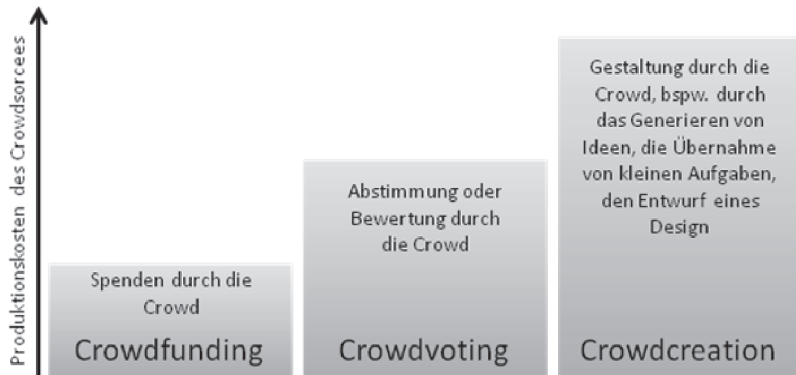 Produktionskosten des Crowdsorcees
Spenden durch die
Crowd
Crowdfunding
Abstimmung oder
Bewertung durch
die Crowd
Crowdvoting
Gestaltung durch die
Crowd, bspw. durch
das Generieren von
Ideen, die Übernahme
von kleinen Aufgaben,
den Entwurf eines
Design
Crowdcreation